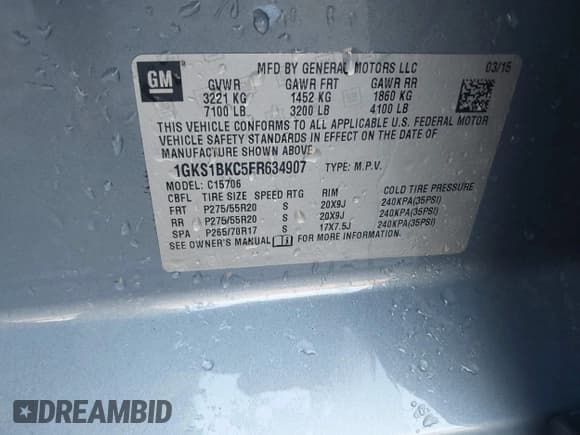 GM
MFD BY GENERAL MOTORS LLC 03/15
GVWR GAWR FRT GAWR RR
3221 KG 1452 KG 1860 KG
7100 LB 3200 LB 4100 LB
THIS VEHICLE CONFORMS TO ALL APPLICABLE U.S. FEDERAL MOTOR
VEHICLE SAFETY STANDARDS IN EFFECT ON THE DATE OF
MANUFACTURE SHOWN ABOVE.
1GKS1BKC5FR634907 TYPE: M.P.V.
MODEL: C15706
CBFL TIRE SIZE SPEED RTG RIM COLD TIRE PRESSURE
FRT P275/55R20 S 20X9J 240KPA(35PSI)
RR P275/55R20 S 20X9J 240KPA(35PSI)
SPA P265/70R17 S 17X7.5J 240KPA(35PSI)
SEE OWNER'S MANUAL FOR MORE INFORMATION.
DREAMBID